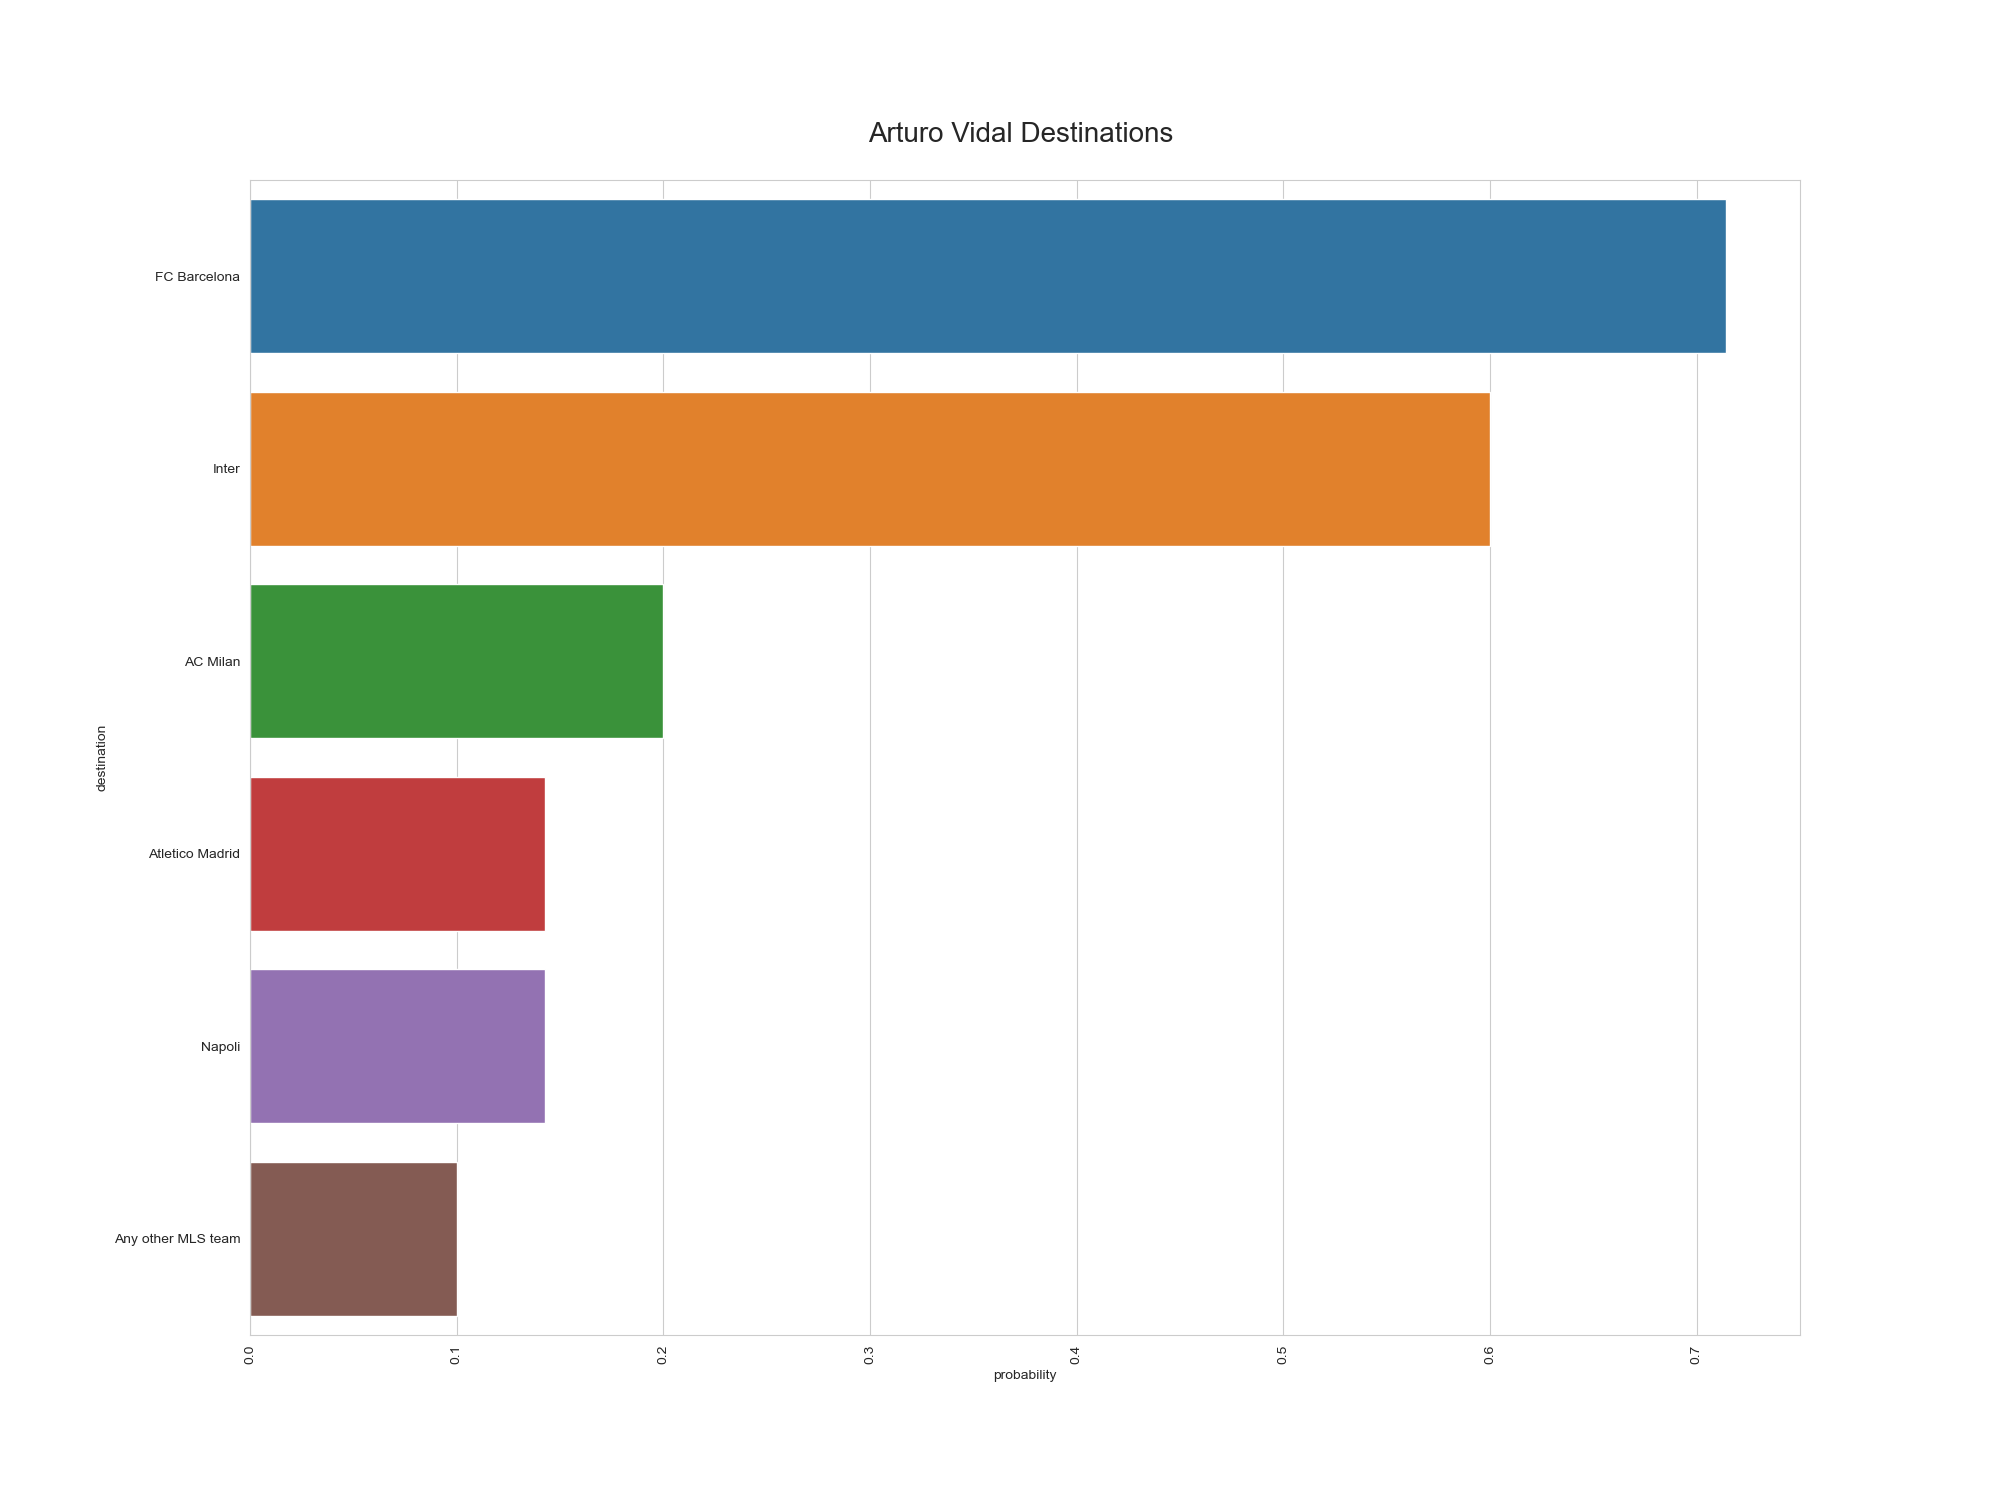 Arturo Vidal Destinations
FC Barcelona
Inter
AC Milan
Atletico Madrid
Napoli
Any other MLS team
destination
0.0
0.1
0.2
0.3
0.4
0.5
0.6
0.7
probability